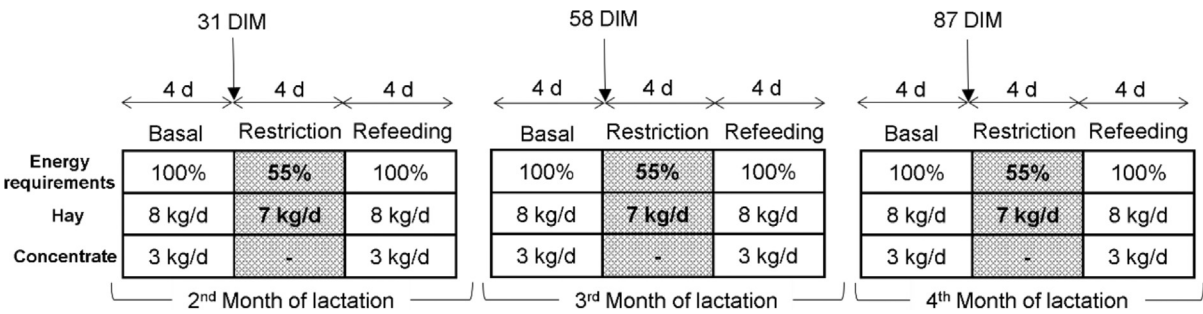 31 DIM 58 DIM 87 DIM
4 d 4 d 4 d 4 d 4 d 4 d 4 d 4 d 4 d
Basal Restriction Refeeding Basal Restriction Refeeding Basal Restriction Refeeding
Energy requirements 100% 55% 100% 100% 55% 100% 100% 55% 100%
Hay 8 kg/d 7 kg/d 8 kg/d 8 kg/d 7 kg/d 8 kg/d 8 kg/d 7 kg/d 8 kg/d
Concentrate 3 kg/d - 3 kg/d 3 kg/d - 3 kg/d 3 kg/d - 3 kg/d
2nd Month of lactation 3rd Month of lactation 4th Month of lactation